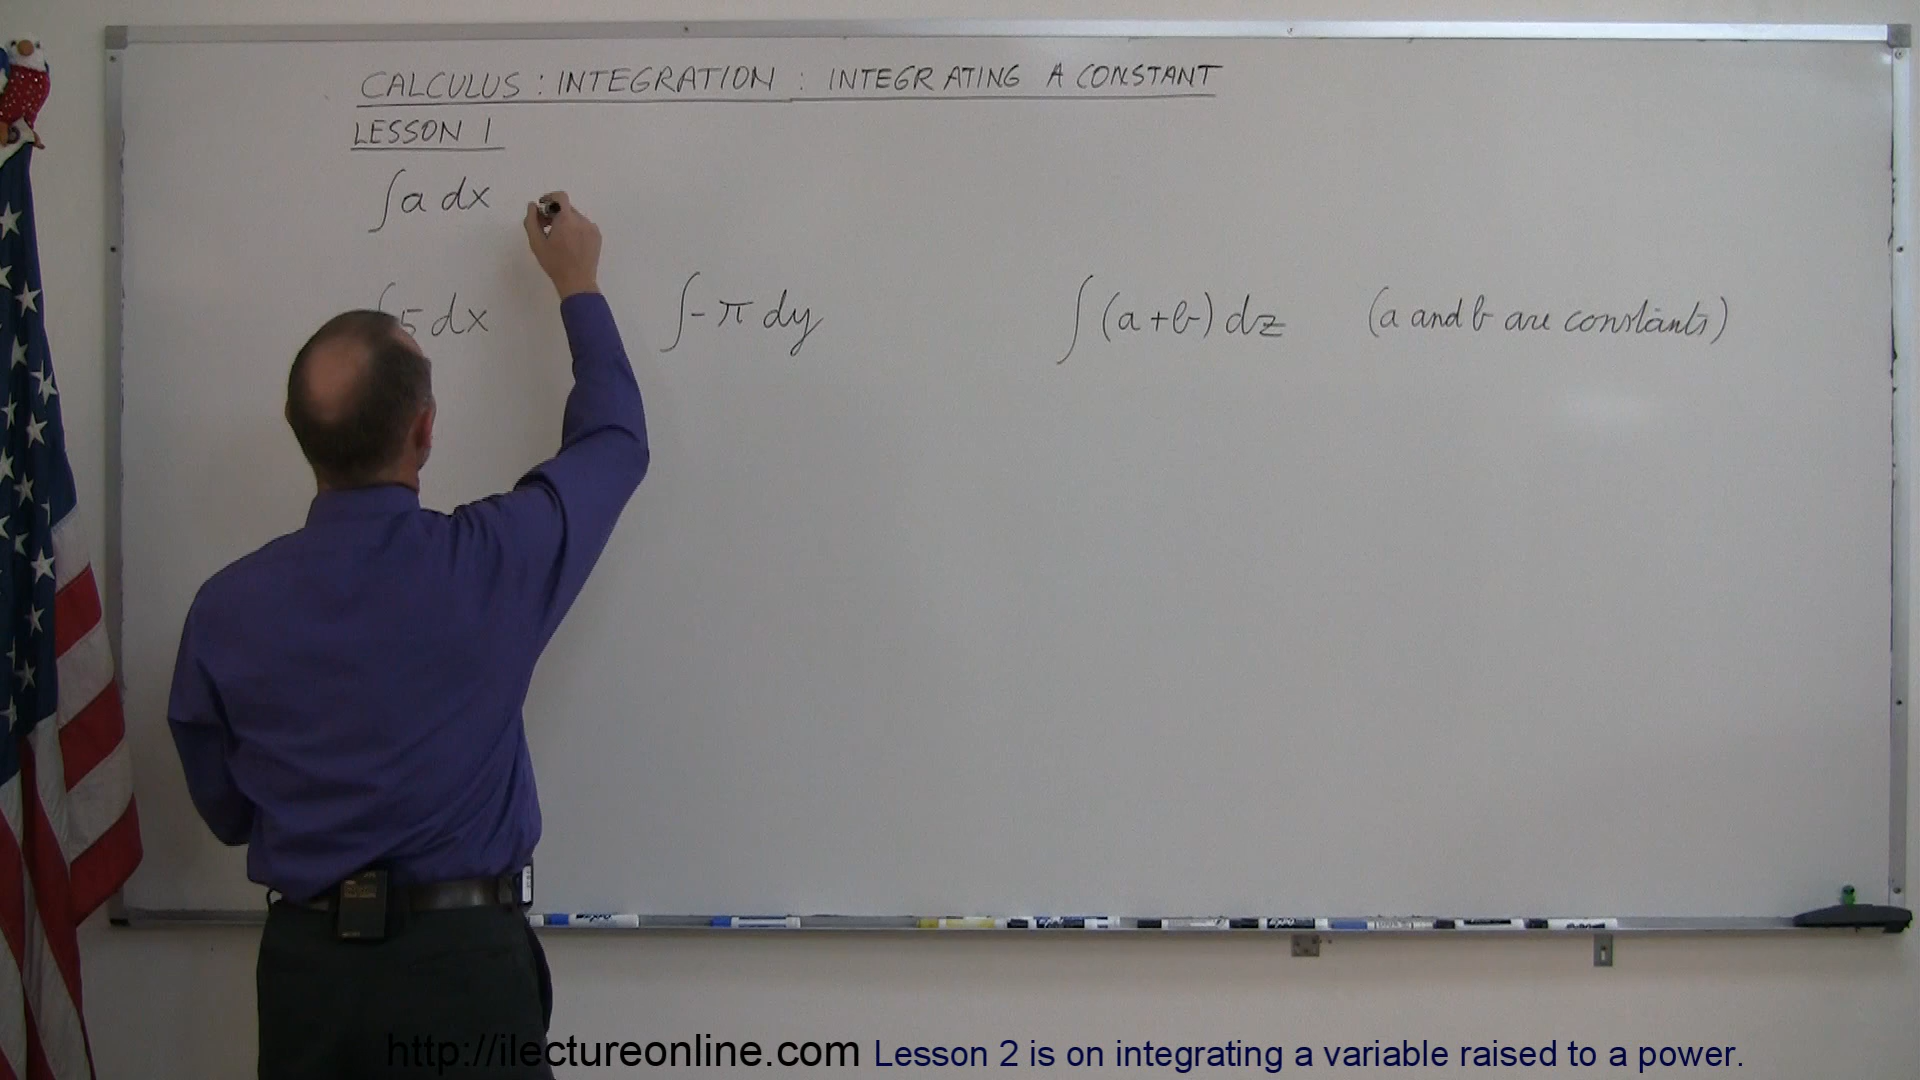 CALCULUS : INTEGRATION : INTEGRATING A CONSTANT
LESSON 1
∫ a dx
∫ 5 dx ∫ -π dy ∫ (a+b) dz (a and b are constants)
http://ilectureonline.com Lesson 2 is on integrating a variable raised to a power.